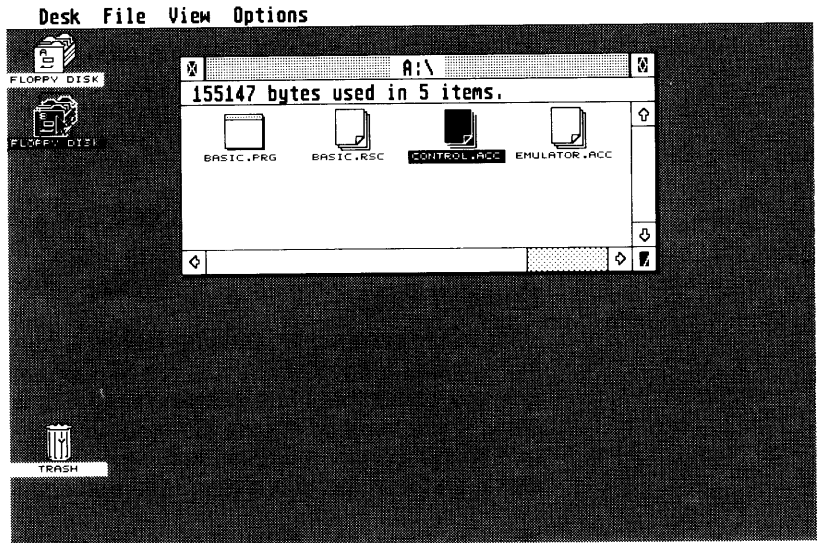 Desk File View Options
FLOPPY DISK
FLOPPY DISK
A:\
155147 bytes used in 5 items.
BASIC.PRG BASIC.RSC CONTROL.ACC EMULATOR.ACC
TRASH